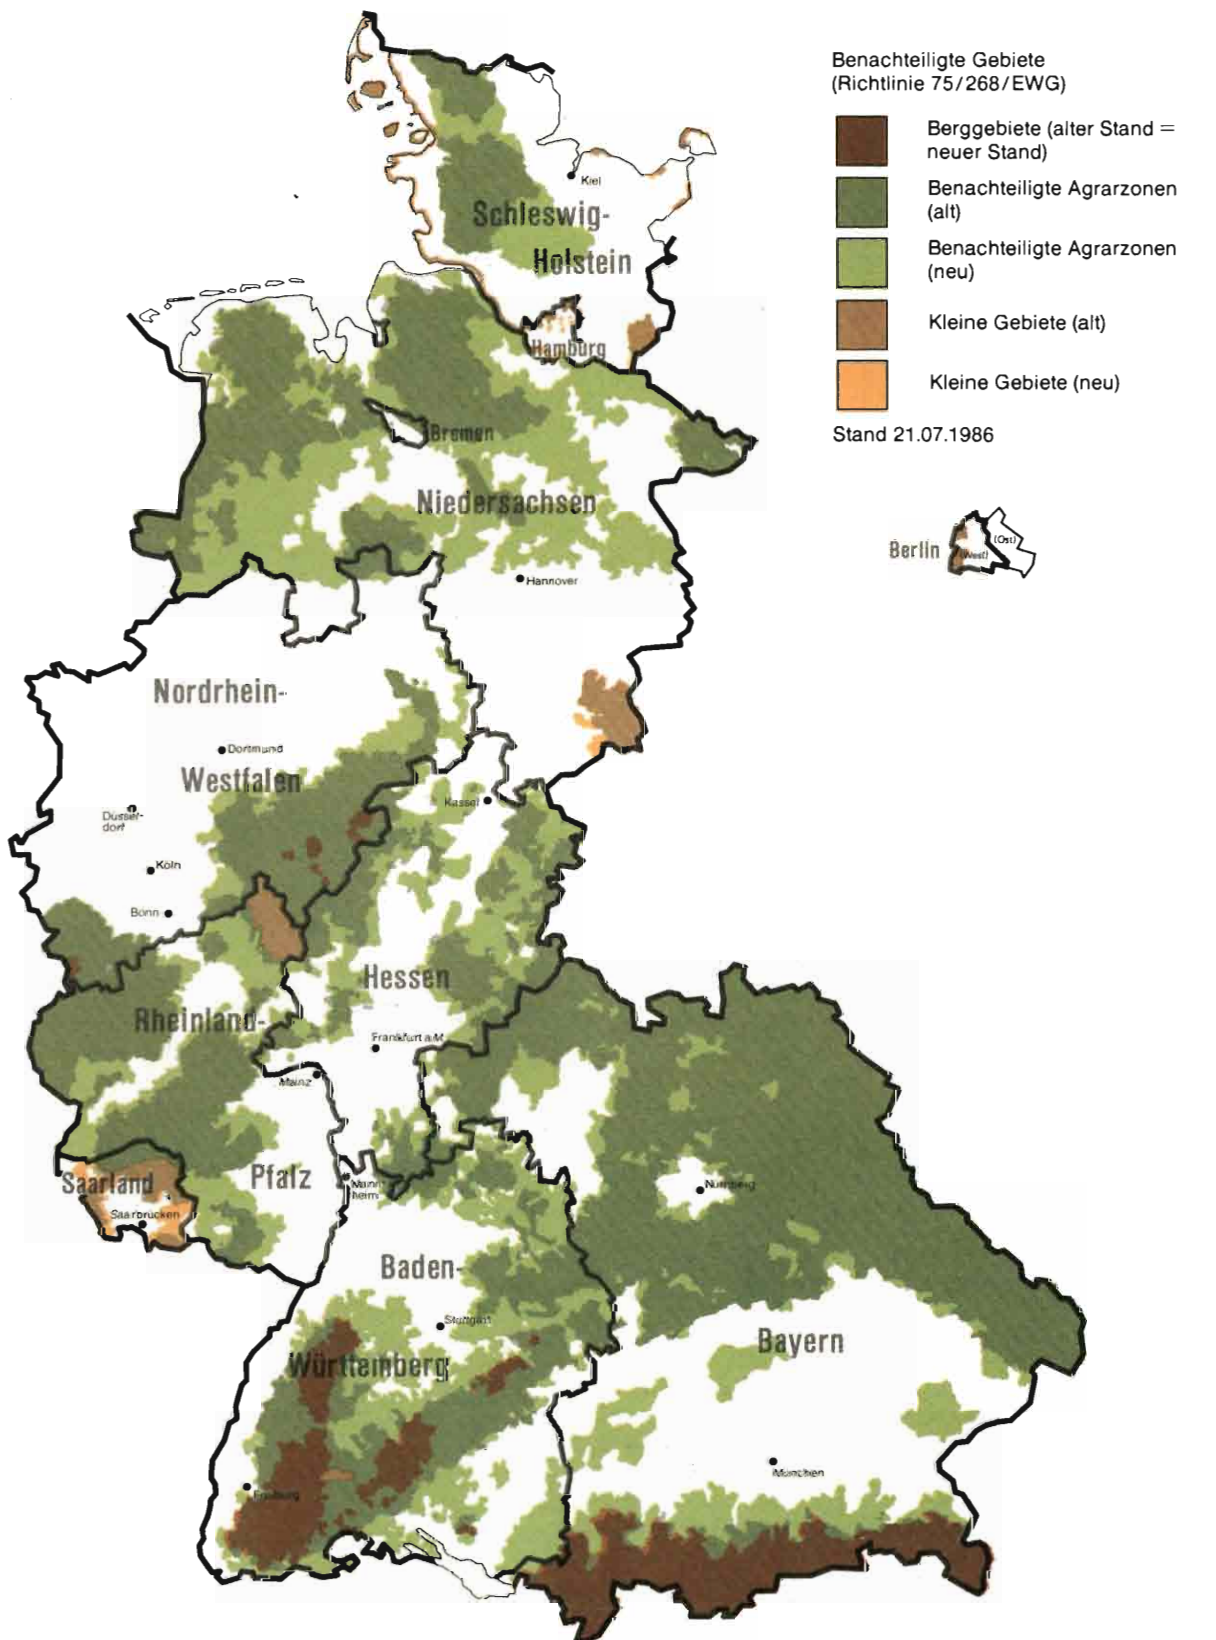 Benachteiligte Gebiete
(Richtlinie 75/268/EWG)
Berggebiete (alter Stand =
neuer Stand)
Benachteiligte Agrarzonen
(alt)
Benachteiligte Agrarzonen
(neu)
Kleine Gebiete (alt)
Kleine Gebiete (neu)
Stand 21.07.1986
Kiel
Schleswig-
Holstein
Hamburg
Bremen
Niedersachsen
Hannover
Berlin
(West)
(Ost)
Nordrhein-
Dortmund
Westfalen
Kassel
Düssel-
dorf
Köln
Bonn
Hessen
Rheinland-
Frankfurt a/M.
Mainz
Pfalz
Saarland
Saarbrücken
Mann-
heim
Nürnberg
Baden-
Stuttgart
Württemberg
Bayern
München
Freiburg